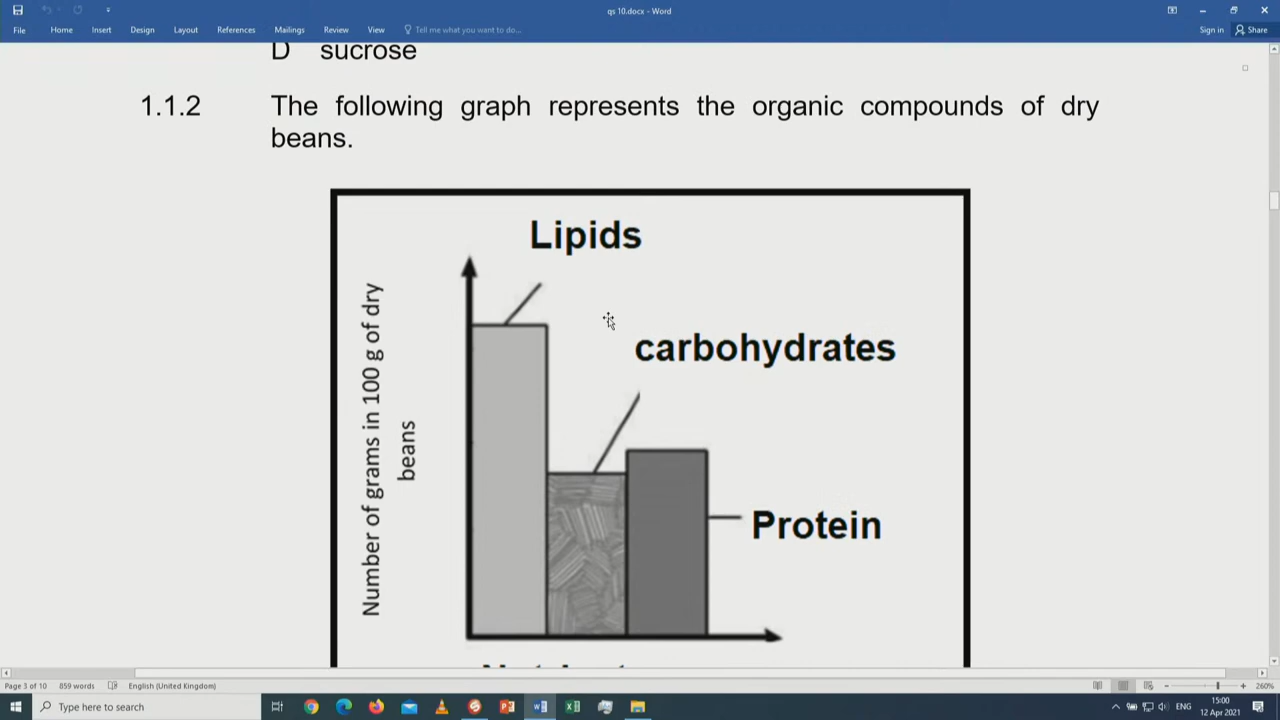 qs 10.docx - Word
File Home Insert Design Layout References Mailings Review View Tell me what you want to do... Sign in Share
D sucrose
1.1.2 The following graph represents the organic compounds of dry
beans.
Lipids
carbohydrates
Protein
Number of grams in 100 g of dry
beans
Page 3 of 10 859 words English (United Kingdom) 260%
Type here to search
ENG
15:00
12 Apr 2021